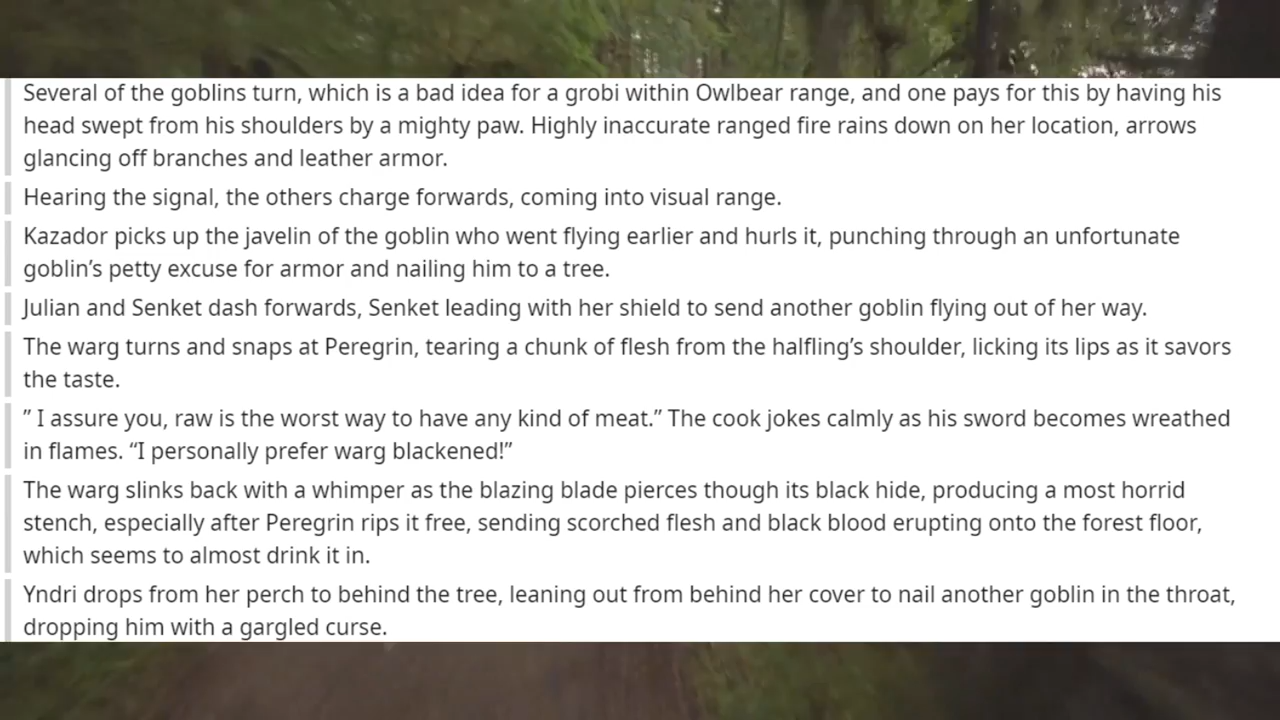 Several of the goblins turn, which is a bad idea for a grobi within Owlbear range, and one pays for this by having his
head swept from his shoulders by a mighty paw. Highly inaccurate ranged fire rains down on her location, arrows
glancing off branches and leather armor.
Hearing the signal, the others charge forwards, coming into visual range.
Kazador picks up the javelin of the goblin who went flying earlier and hurls it, punching through an unfortunate
goblin’s petty excuse for armor and nailing him to a tree.
Julian and Senket dash forwards, Senket leading with her shield to send another goblin flying out of her way.
The warg turns and snaps at Peregrin, tearing a chunk of flesh from the halfling’s shoulder, licking its lips as it savors
the taste.
” I assure you, raw is the worst way to have any kind of meat.” The cook jokes calmly as his sword becomes wreathed
in flames. “I personally prefer warg blackened!”
The warg slinks back with a whimper as the blazing blade pierces though its black hide, producing a most horrid
stench, especially after Peregrin rips it free, sending scorched flesh and black blood erupting onto the forest floor,
which seems to almost drink it in.
Yndri drops from her perch to behind the tree, leaning out from behind her cover to nail another goblin in the throat,
dropping him with a gargled curse.